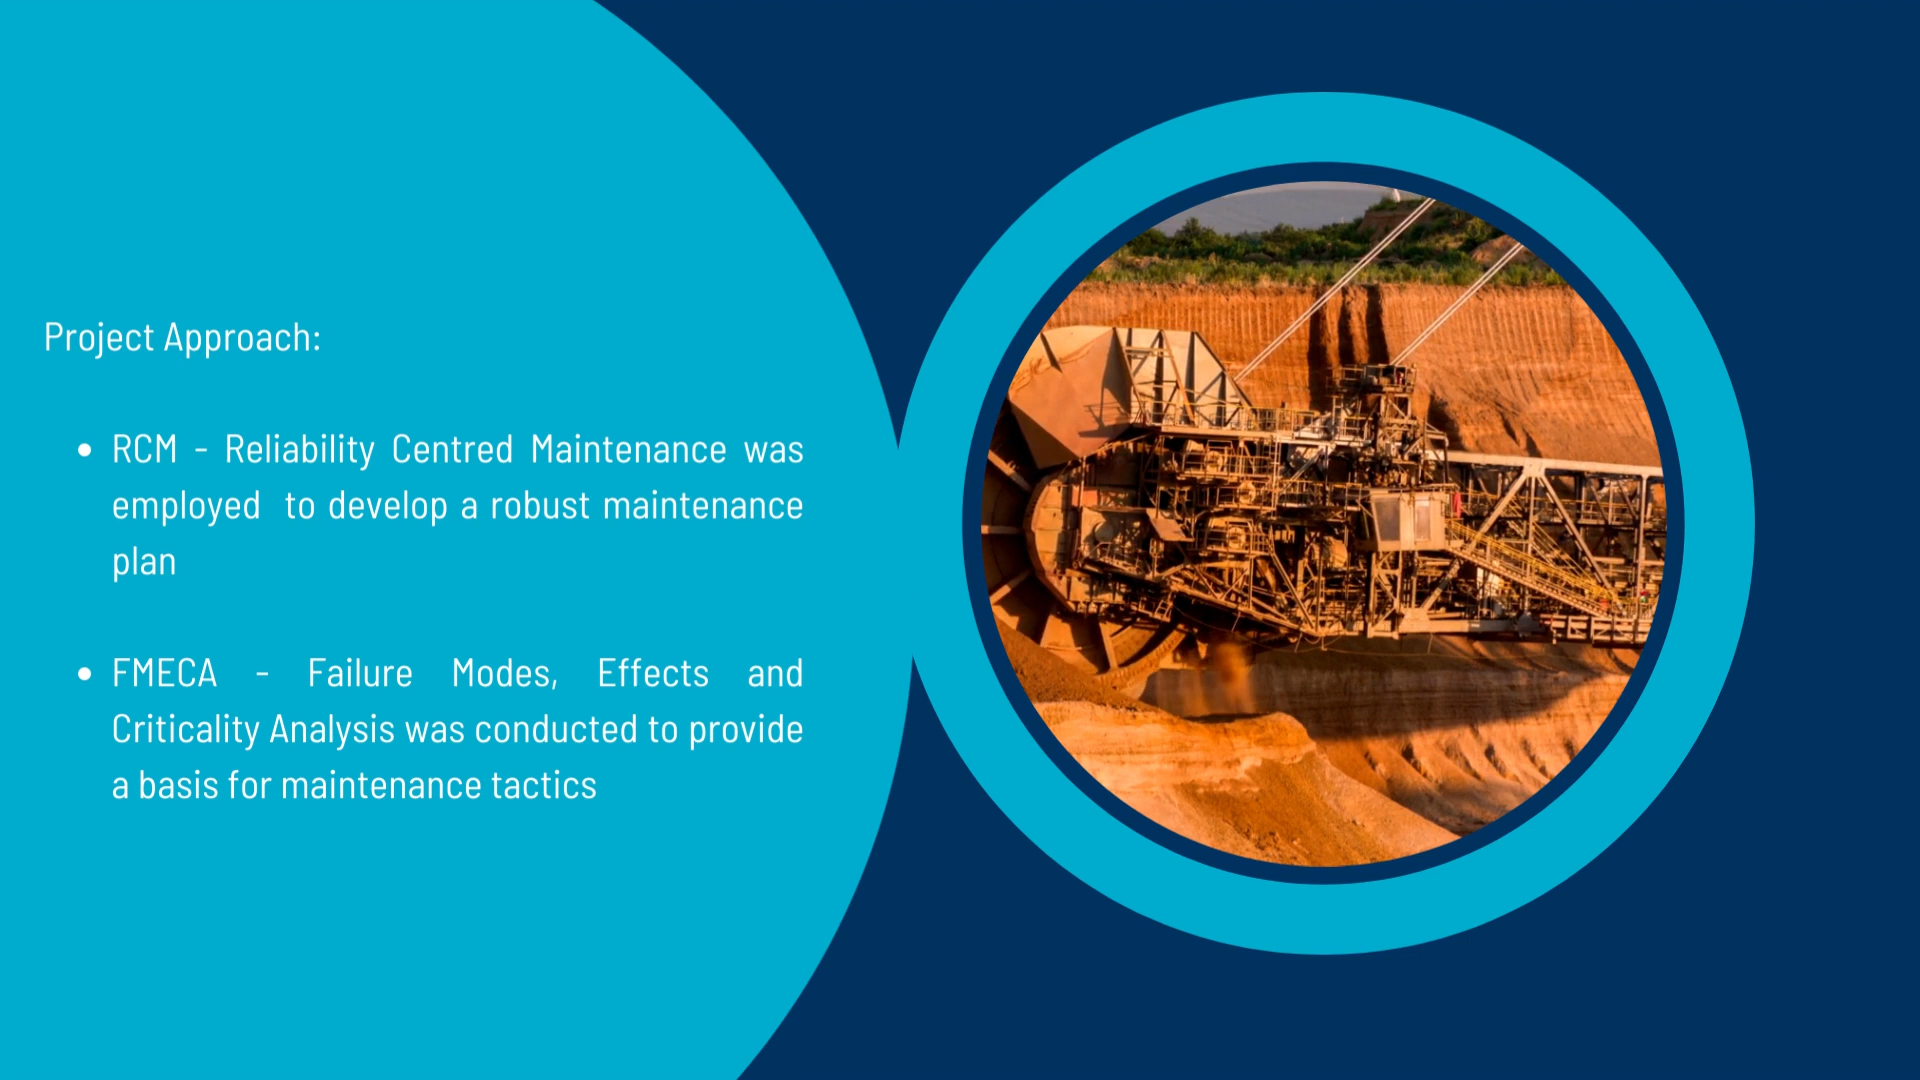 Project Approach:
• RCM - Reliability Centred Maintenance was
employed  to develop a robust maintenance
plan
• FMECA - Failure Modes, Effects and
Criticality Analysis was conducted to provide
a basis for maintenance tactics